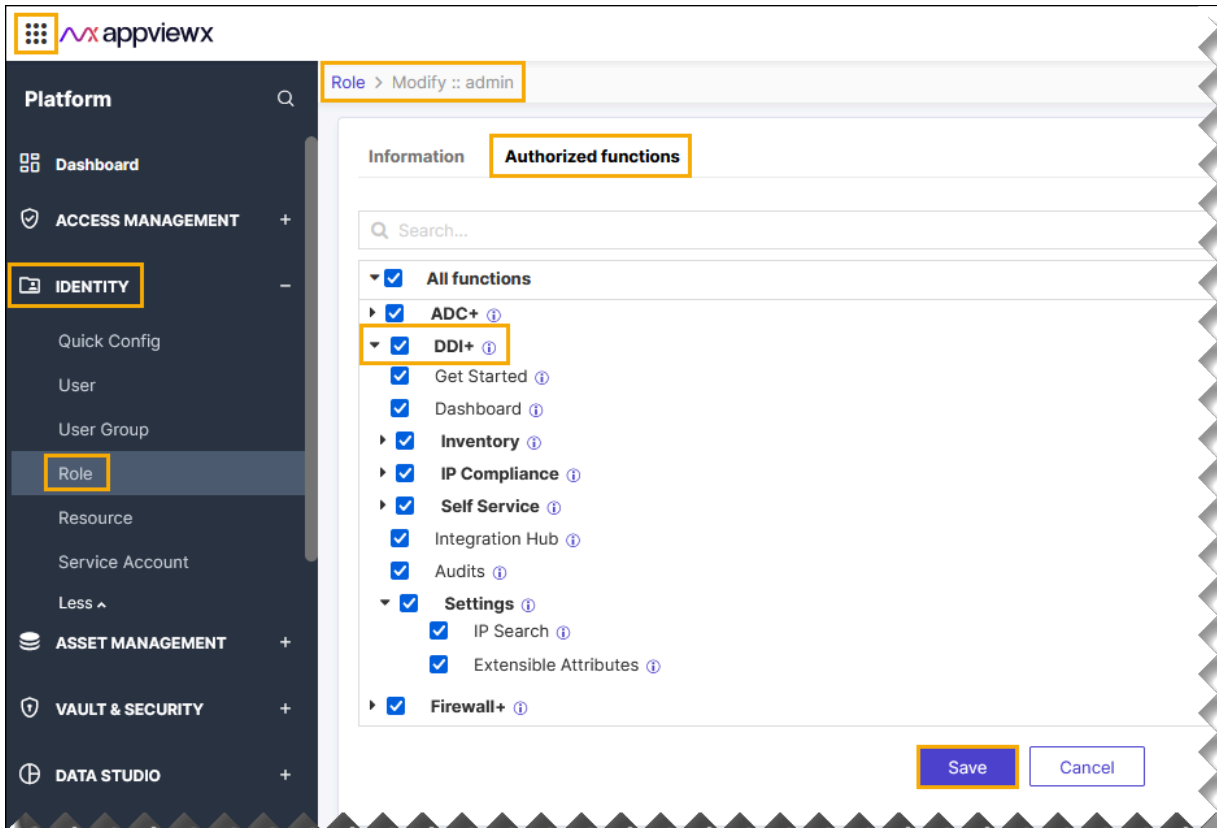 appviewx
Platform
Dashboard
ACCESS MANAGEMENT +
IDENTITY −
Quick Config
User
User Group
Role
Resource
Service Account
Less
ASSET MANAGEMENT +
VAULT & SECURITY +
DATA STUDIO +
Role > Modify :: admin
Information Authorized functions
Search...
All functions
ADC+
DDI+
Get Started
Dashboard
Inventory
IP Compliance
Self Service
Integration Hub
Audits
Settings
IP Search
Extensible Attributes
Firewall+
Save Cancel